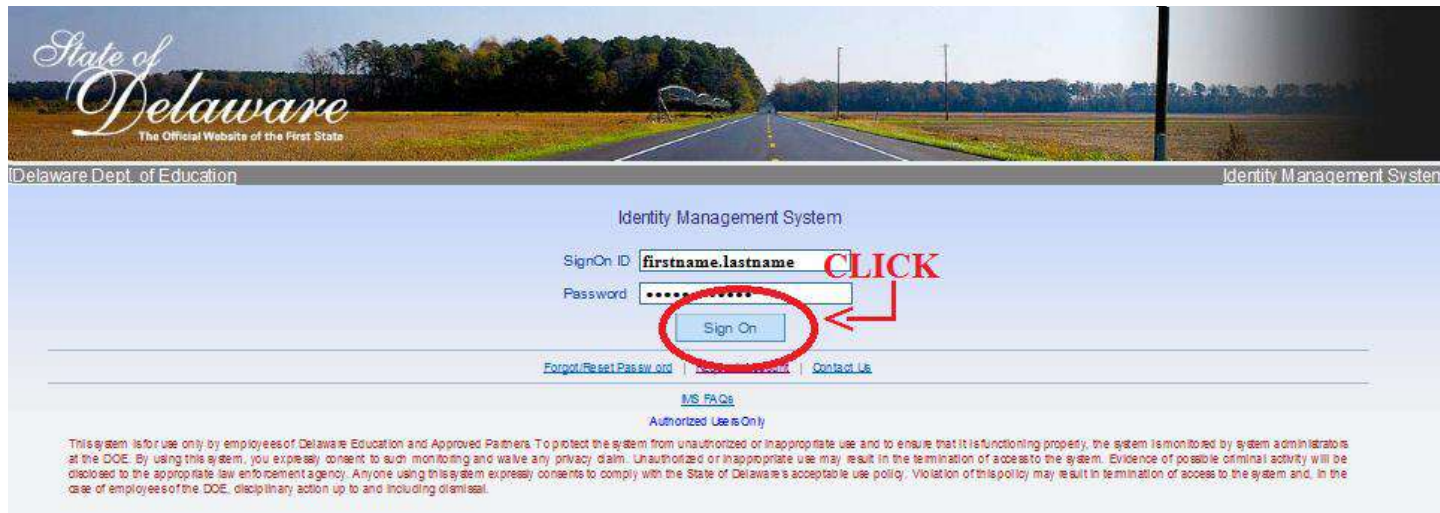 State of
Delaware
The Official Website of the First State
Delaware Dept. of Education Identity Management System
Identity Management System
SignOn ID firstname.lastname CLICK
Password
Sign On
Forgot/Reset Password | | Contact Us
IMS FAQs
Authorized Users Only
This system is for use only by employees of Delaware Education and Approved Partners. To protect the system from unauthorized or inappropriate use and to ensure that it is functioning properly, the system is monitored by system administrators
at the DOE. By using this system, you expressly consent to such monitoring and waive any privacy claim. Unauthorized or inappropriate use may result in the termination of access to the system. Evidence of possible criminal activity will be
disclosed to the appropriate law enforcement agency. Anyone using this system expressly consents to comply with the State of Delaware's acceptable use policy. Violation of this policy may result in termination of access to the system and, in the
case of employees of the DOE, disciplinary action up to and including dismissal.